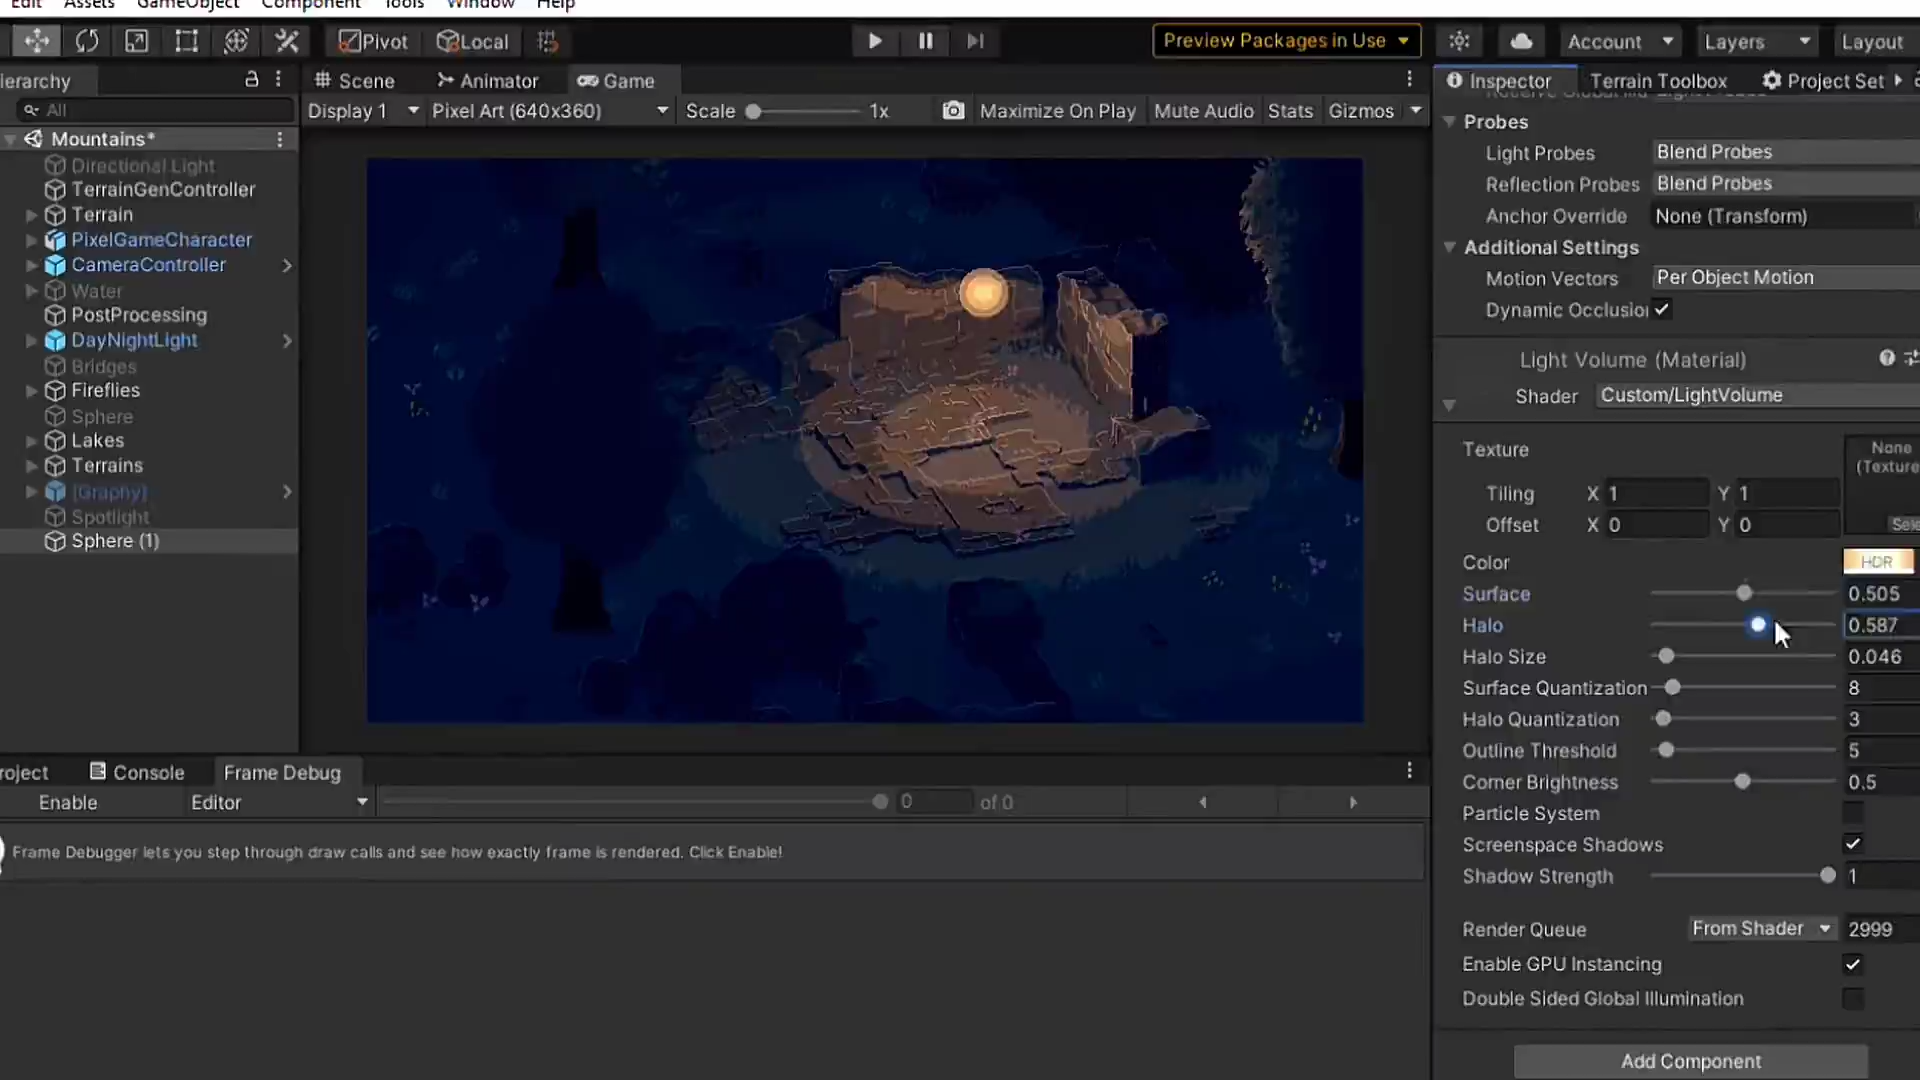 Edit Assets GameObject Component Tools Window Help
Pivot Local Preview Packages in Use Account Layers Layout
ierarchy
Scene Animator Game
Inspector Terrain Toolbox Project Set
All
Display 1 Pixel Art (640x360) Scale 1x Maximize On Play Mute Audio Stats Gizmos
Mountains*
Directional Light
TerrainGenController
Terrain
PixelGameCharacter
CameraController
Water
PostProcessing
DayNightLight
Bridges
Fireflies
Sphere
Lakes
Terrains
[Graphy]
Spotlight
Sphere (1)
Probes
Light Probes Blend Probes
Reflection Probes Blend Probes
Anchor Override None (Transform)
Additional Settings
Motion Vectors Per Object Motion
Dynamic Occlusion
Light Volume (Material)
Shader Custom/LightVolume
Texture None
(Texture
Tiling X 1 Y 1
Offset X 0 Y 0
Sele
Color HDR
Surface 0.505
Halo 0.587
Halo Size 0.046
Surface Quantization 8
Halo Quantization 3
Outline Threshold 5
Corner Brightness 0.5
Particle System
Screenspace Shadows
Shadow Strength 1
Render Queue From Shader 2999
Enable GPU Instancing
Double Sided Global Illumination
Add Component
roject Console Frame Debug
Enable Editor 0 of 0
Frame Debugger lets you step through draw calls and see how exactly frame is rendered. Click Enable!